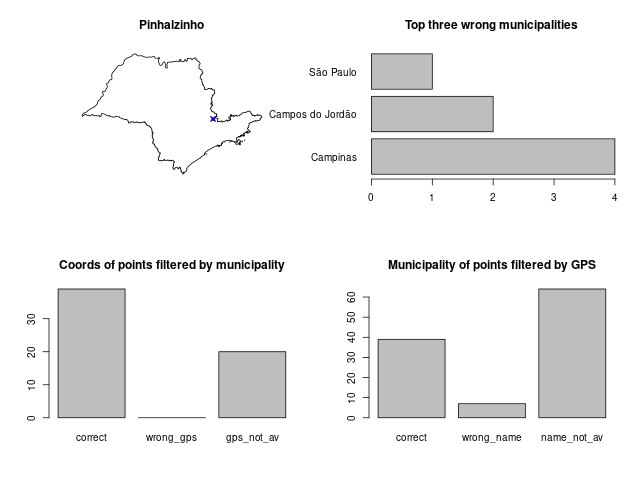 Pinhalzinho
Top three wrong municipalities
São Paulo
Campos do Jordão
Campinas
0 1 2 3 4
Coords of points filtered by municipality
0 10 20 30
correct wrong_gps gps_not_av
Municipality of points filtered by GPS
0 10 20 30 40 50 60
correct wrong_name name_not_av